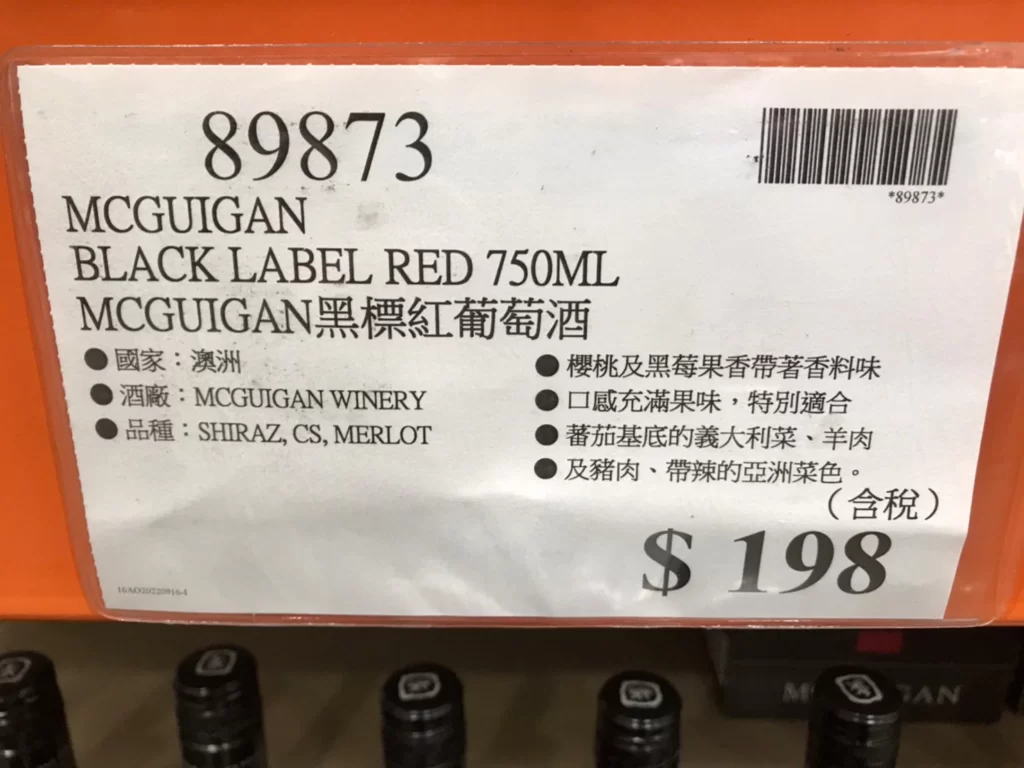 89873
*89873*
MCGUIGAN
BLACK LABEL RED 750ML
MCGUIGAN黑標紅葡萄酒
●國家：澳洲
●酒廠：MCGUIGAN WINERY
●品種：SHIRAZ, CS, MERLOT
●櫻桃及黑莓果香帶著香料味
●口感充滿果味，特別適合
●蕃茄基底的義大利菜、羊肉
●及豬肉、帶辣的亞洲菜色。
（含稅）
$ 198